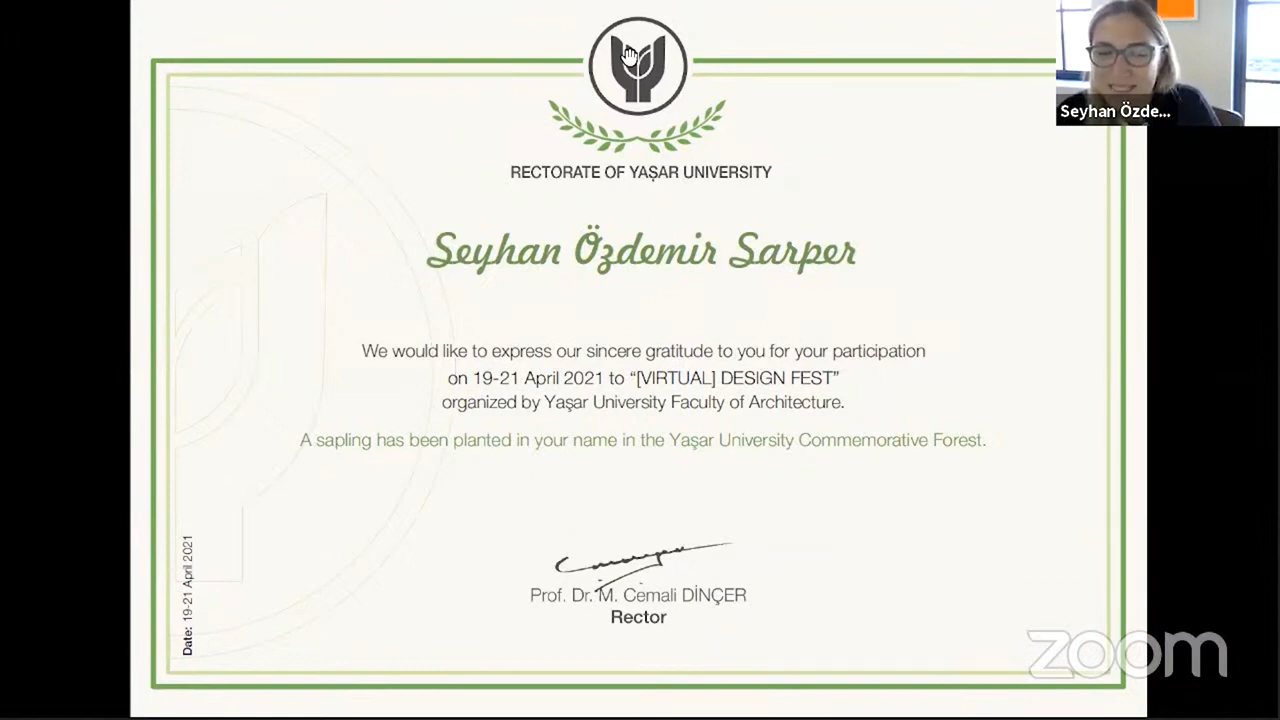 Seyhan Özde...
RECTORATE OF YAŞAR UNIVERSITY
Seyhan Özdemir Sarper
We would like to express our sincere gratitude to you for your participation
on 19-21 April 2021 to “[VIRTUAL] DESIGN FEST”
organized by Yaşar University Faculty of Architecture.
A sapling has been planted in your name in the Yaşar University Commemorative Forest.
Date: 19-21 April 2021
Prof. Dr. M. Cemali DİNÇER
Rector
zoom